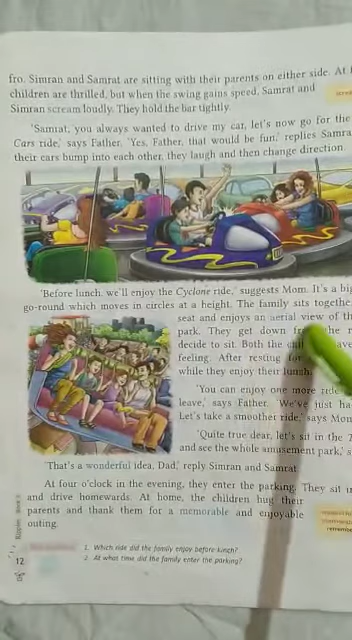 fro. Simran and Samrat are sitting with their parents on either side. At
children are thrilled, but when the swing gains speed, Samrat and
Simran scream loudly. They hold the bar tightly.
'Samrat, you always wanted to drive my car, let's now go for the
Cars ride,' says Father. 'Yes, Father, that would be fun,' replies Samra
their cars bump into each other, they laugh and then change direction.
'Before lunch, we'll enjoy the Cyclone ride,' suggests Mom. It's a big
go-round which moves in circles at a height. The family sits togethe
seat and enjoys an aerial view of th
park. They get down
decide to sit. Both the
feeling. After resting for
while they enjoy their lunch.
'You can enjoy one more ride
leave,' says Father. 'We've just ha
Let's take a smoother ride,' says Mom
'Quite true dear, let's sit in the
and see the whole amusement park,' s
'That's a wonderful idea, Dad,' reply Simran and Samrat
At four o'clock in the evening, they enter the parking. They sit in
and drive homewards. At home, the children hug their
parents and thank them for a memorable and enjoyable
outing.
1. Which ride did the family enjoy before lunch?
2. At what time did the family enter the parking?
12